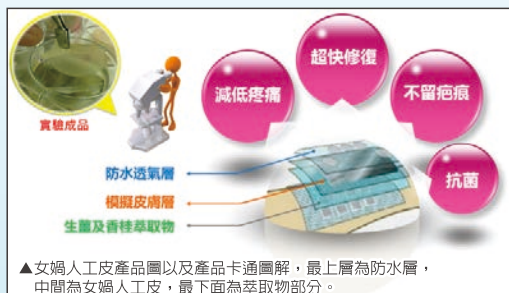 實驗成品
減低疼痛
超快修復
不留疤痕
抗菌
防水透氣層
模擬皮膚層
生薑及香桂萃取物
▲女媧人工皮產品圖以及產品卡通圖解，最上層為防水層，
中間為女媧人工皮，最下面為萃取物部分。